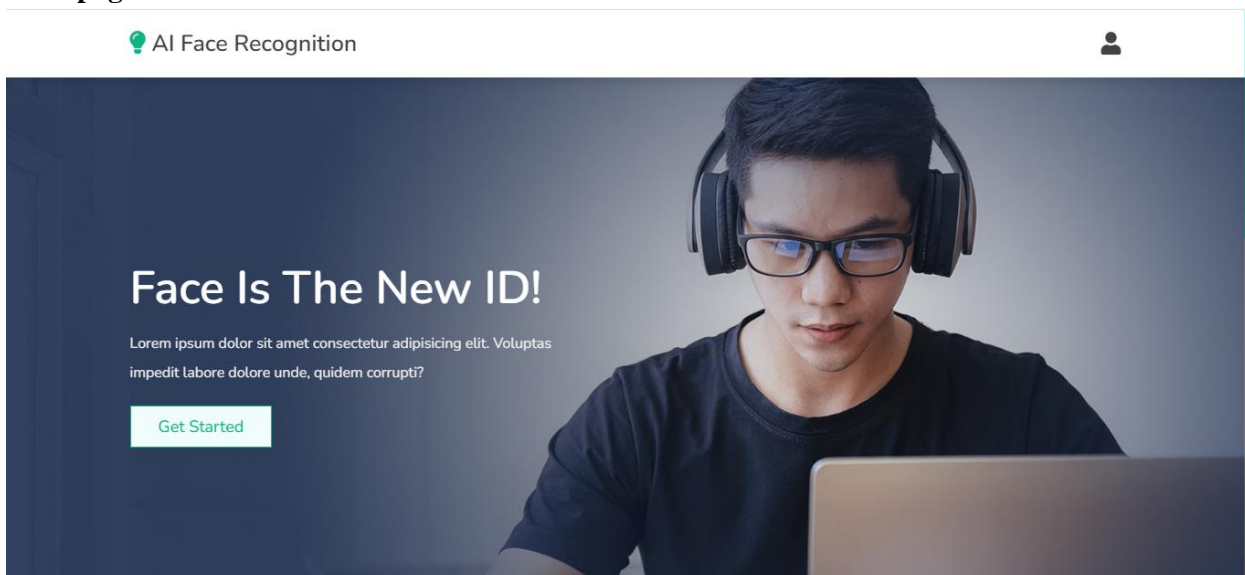 AI Face Recognition
Face Is The New ID!
Lorem ipsum dolor sit amet consectetur adipisicing elit. Voluptas
impedit labore dolore unde, quidem corrupti?
Get Started